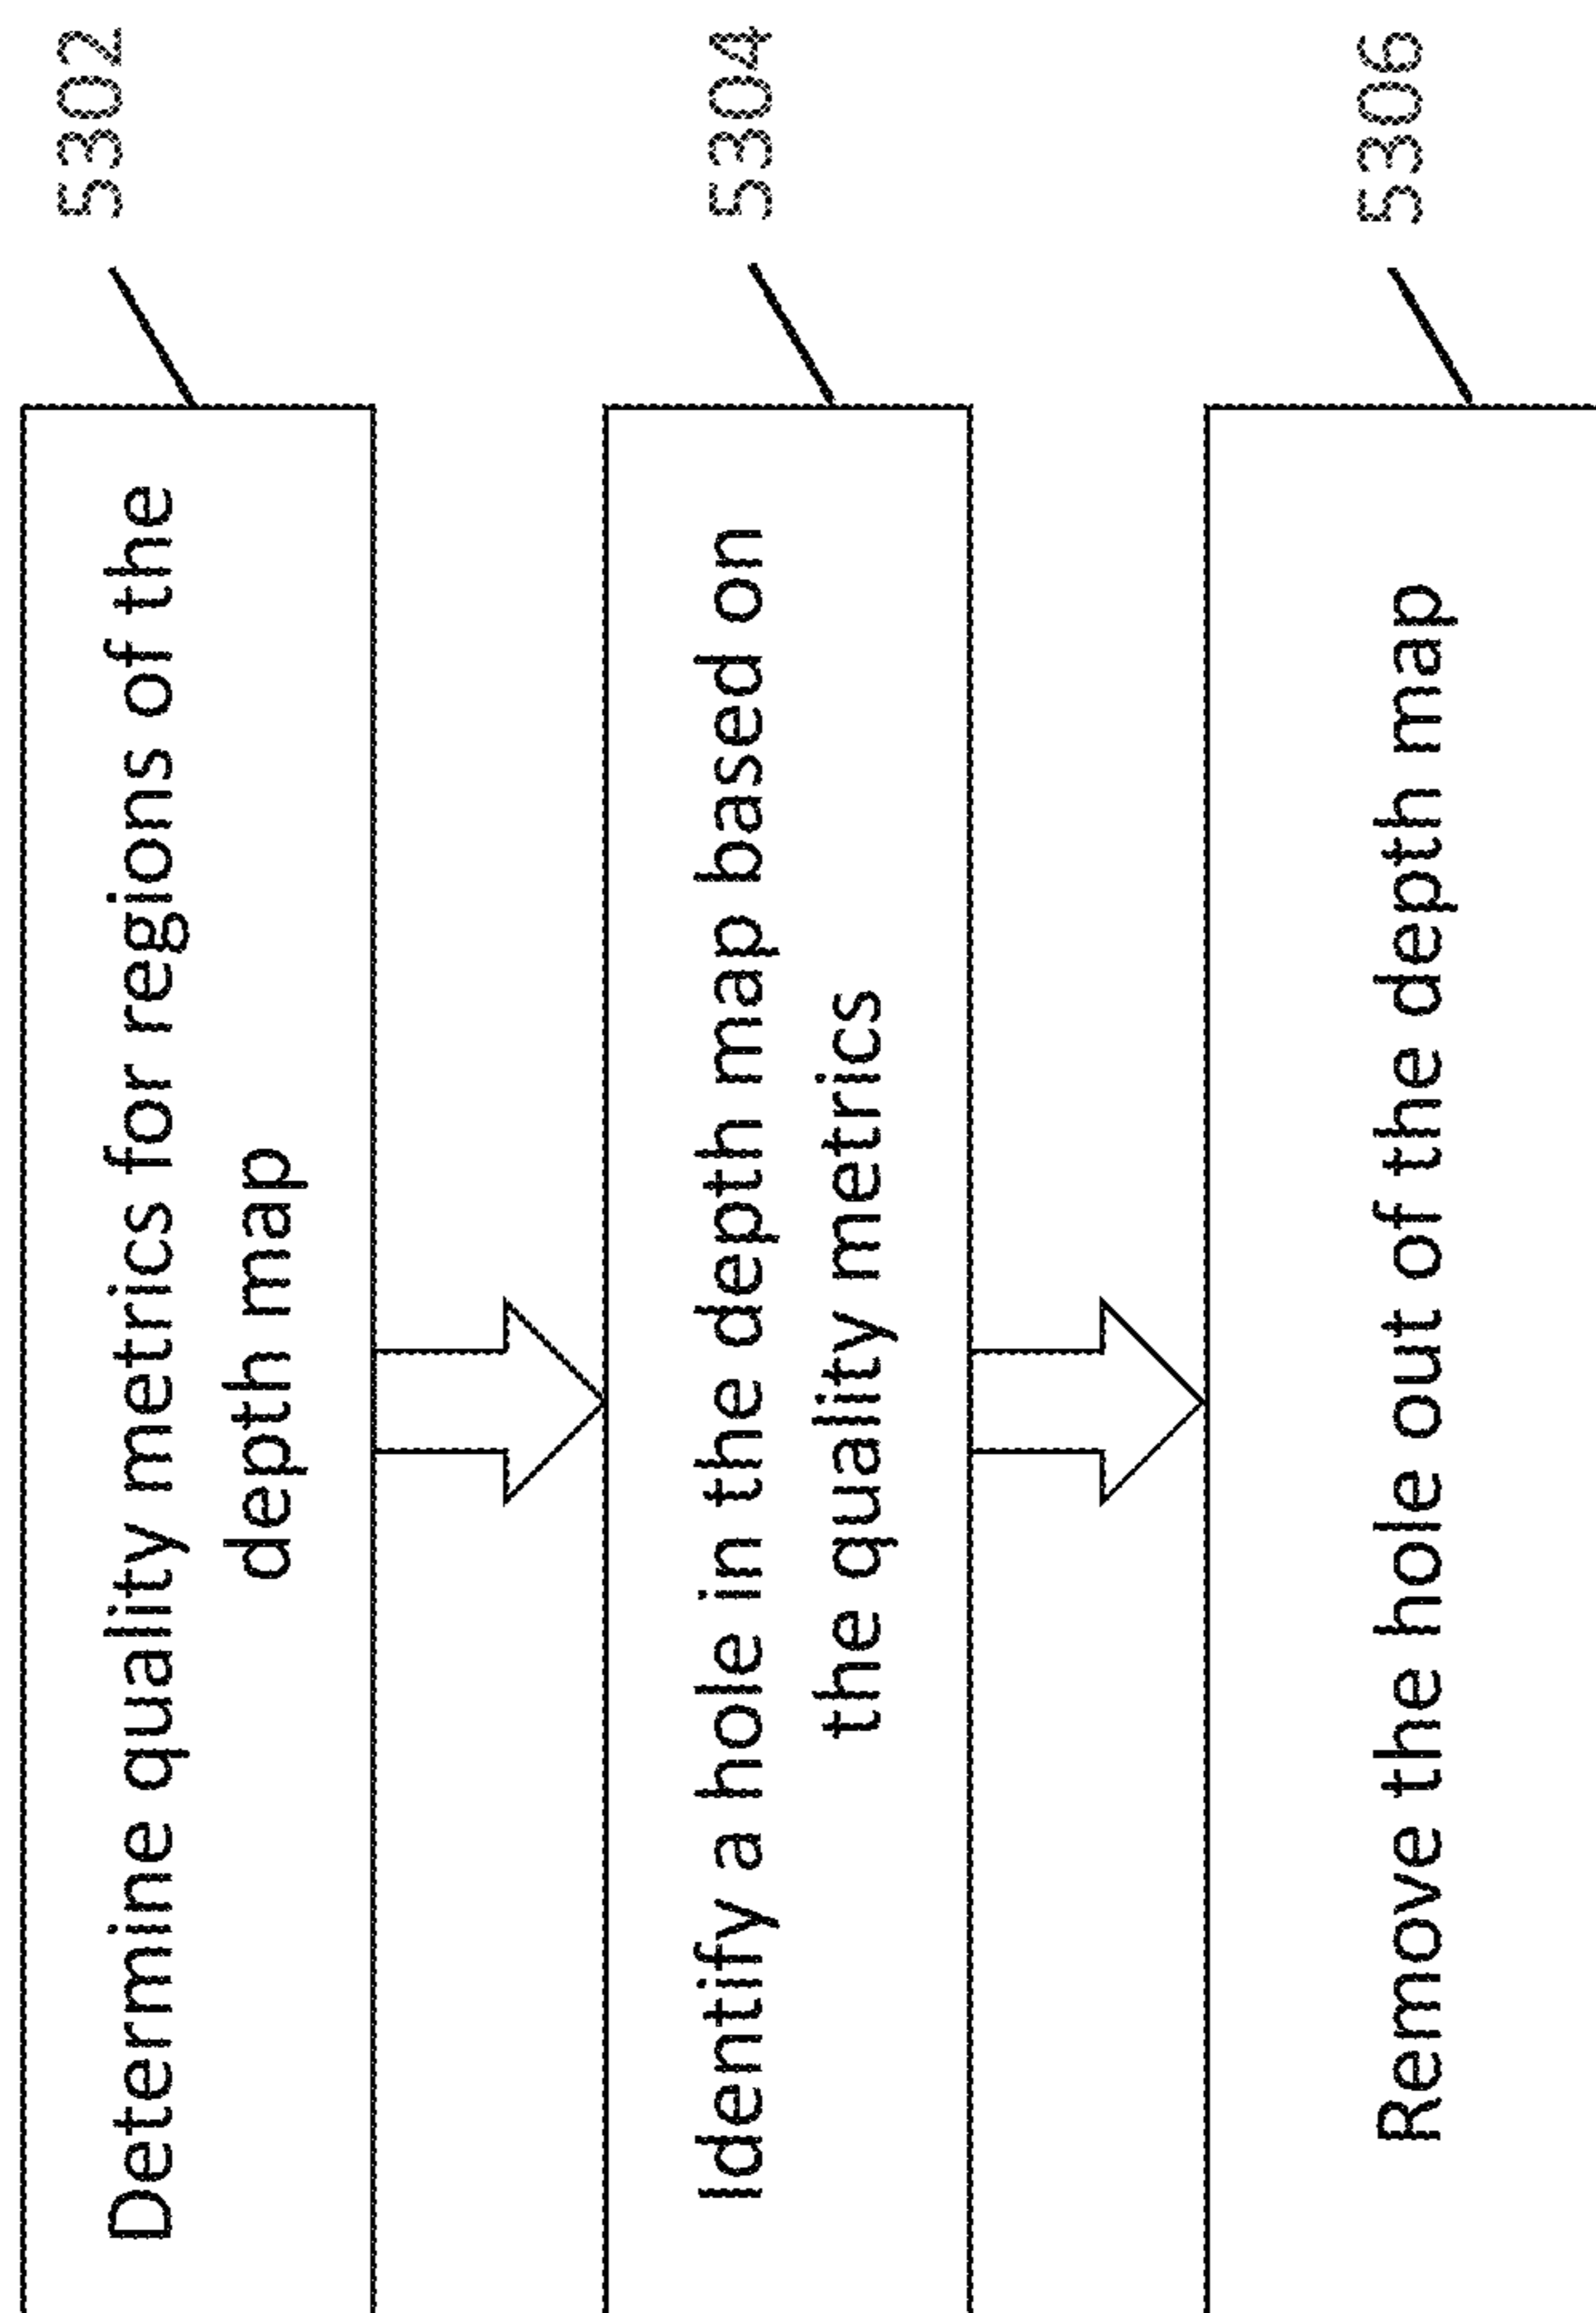 Determine quality metrics for regions of the
depth map
5302
Identify a hole in the depth map based on
the quality metrics
5304
Remove the hole out of the depth map
5306